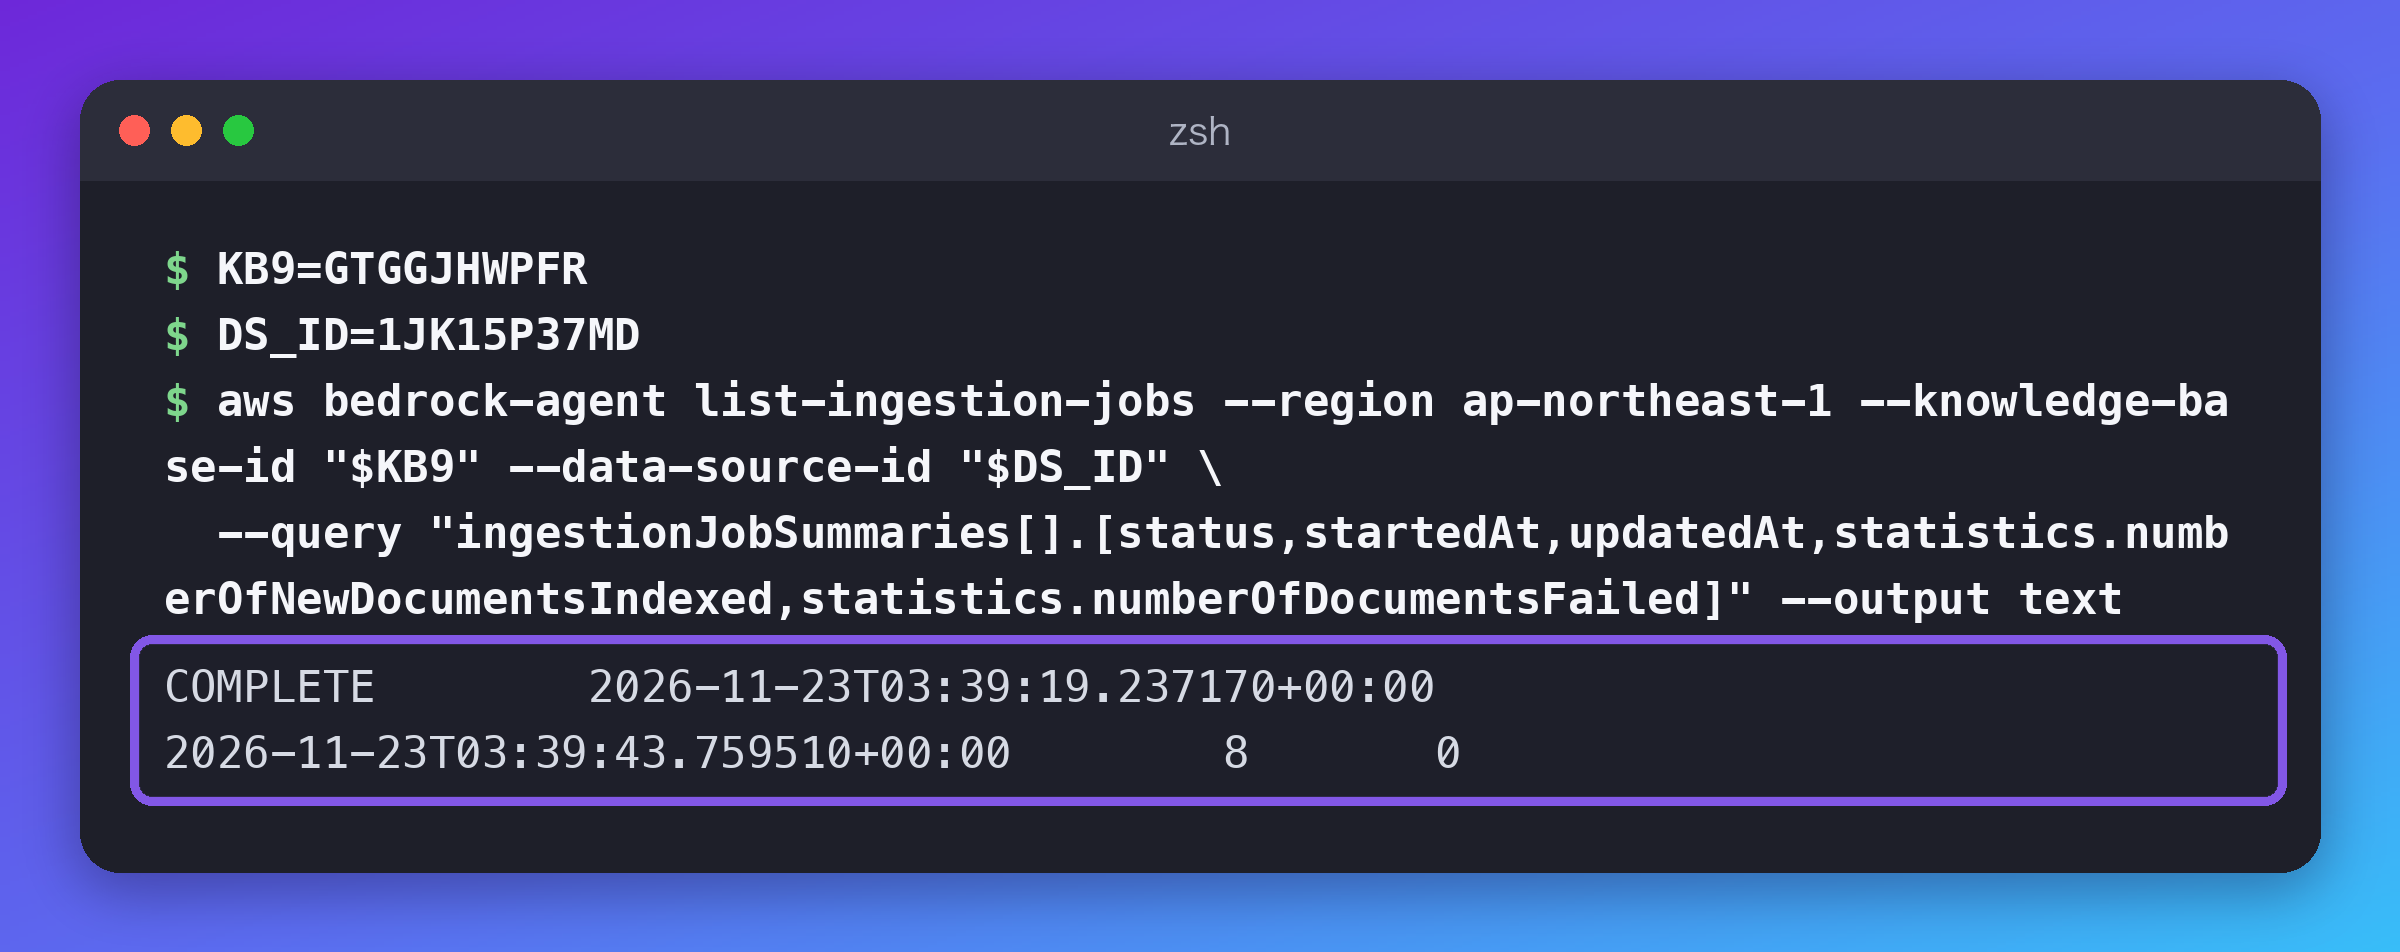 zsh
$ KB9=GTGGJHWPFR
$ DS_ID=1JK15P37MD
$ aws bedrock-agent list-ingestion-jobs --region ap-northeast-1 --knowledge-ba
se-id "$KB9" --data-source-id "$DS_ID" \
  --query "ingestionJobSummaries[].[status,startedAt,updatedAt,statistics.numb
erOfNewDocumentsIndexed,statistics.numberOfDocumentsFailed]" --output text
COMPLETE        2026-11-23T03:39:19.237170+00:00
2026-11-23T03:39:43.759510+00:00        8       0